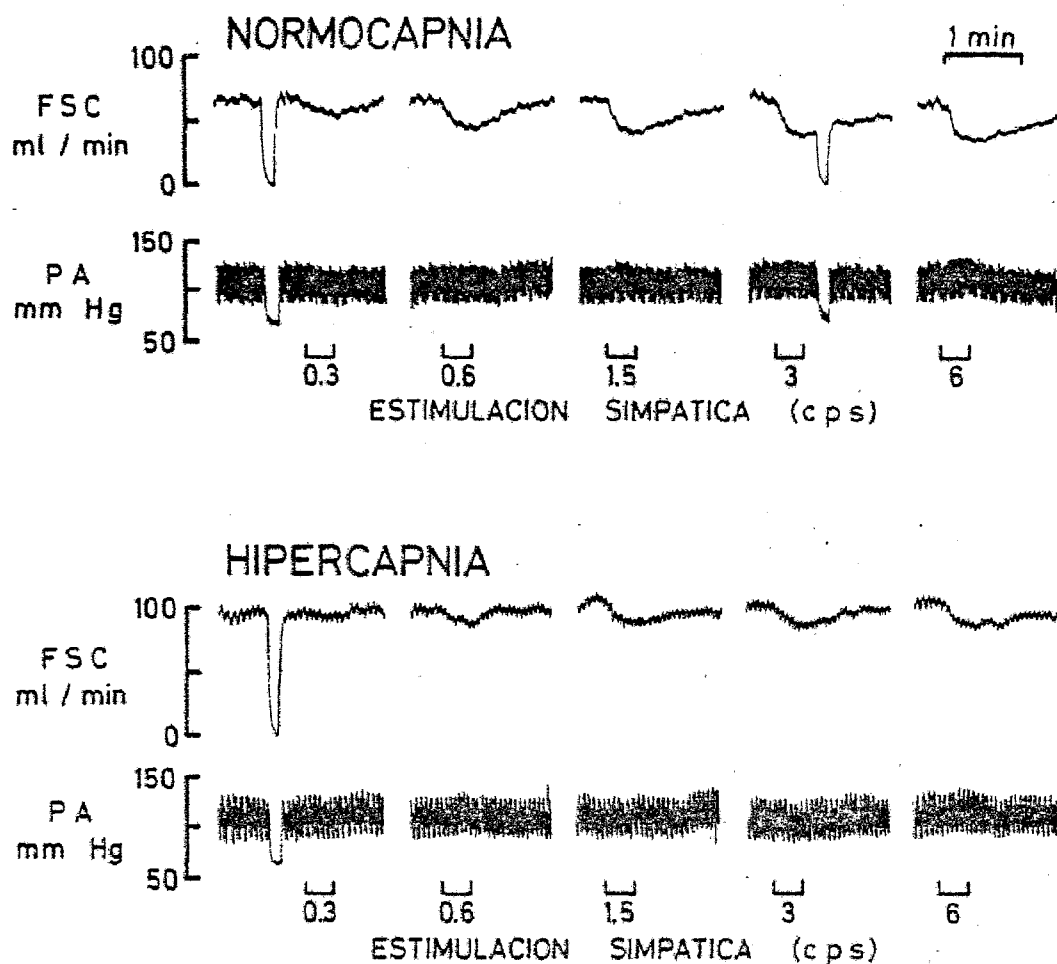 NORMOCAPNIA
1 min
100
FSC
ml / min
0
150
PA
mm Hg
50
0.3 0.6 1.5 3 6
ESTIMULACION SIMPATICA (cps)
HIPERCAPNIA
100
FSC
ml / min
0
150
PA
mm Hg
50
0.3 0.6 1.5 3 6
ESTIMULACION SIMPATICA (cps)